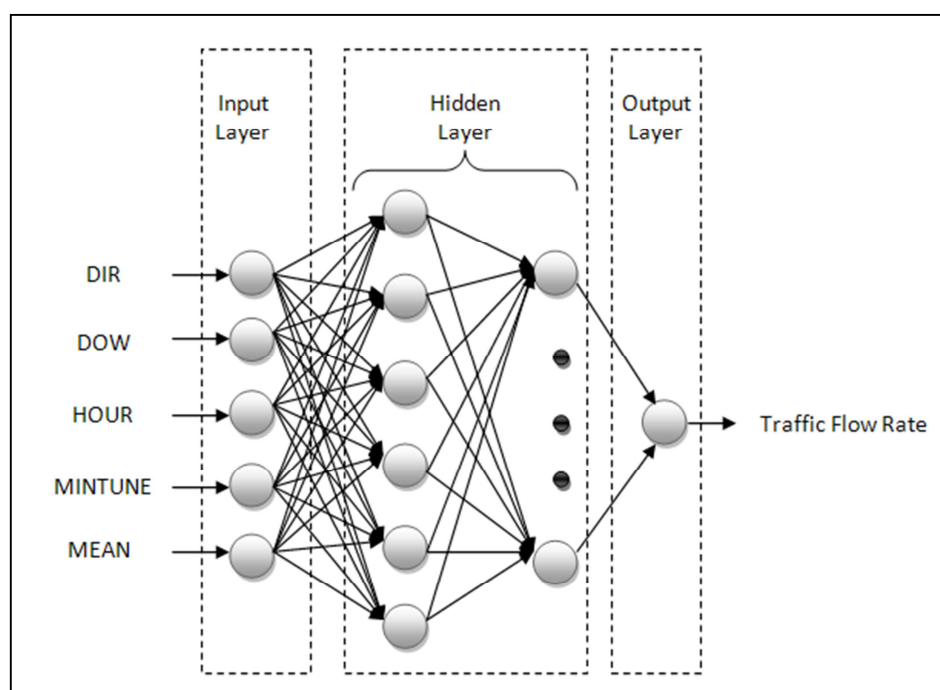 Input
Layer
Hidden
Layer
Output
Layer
DIR
DOW
HOUR
MINTUNE
MEAN
Traffic Flow Rate